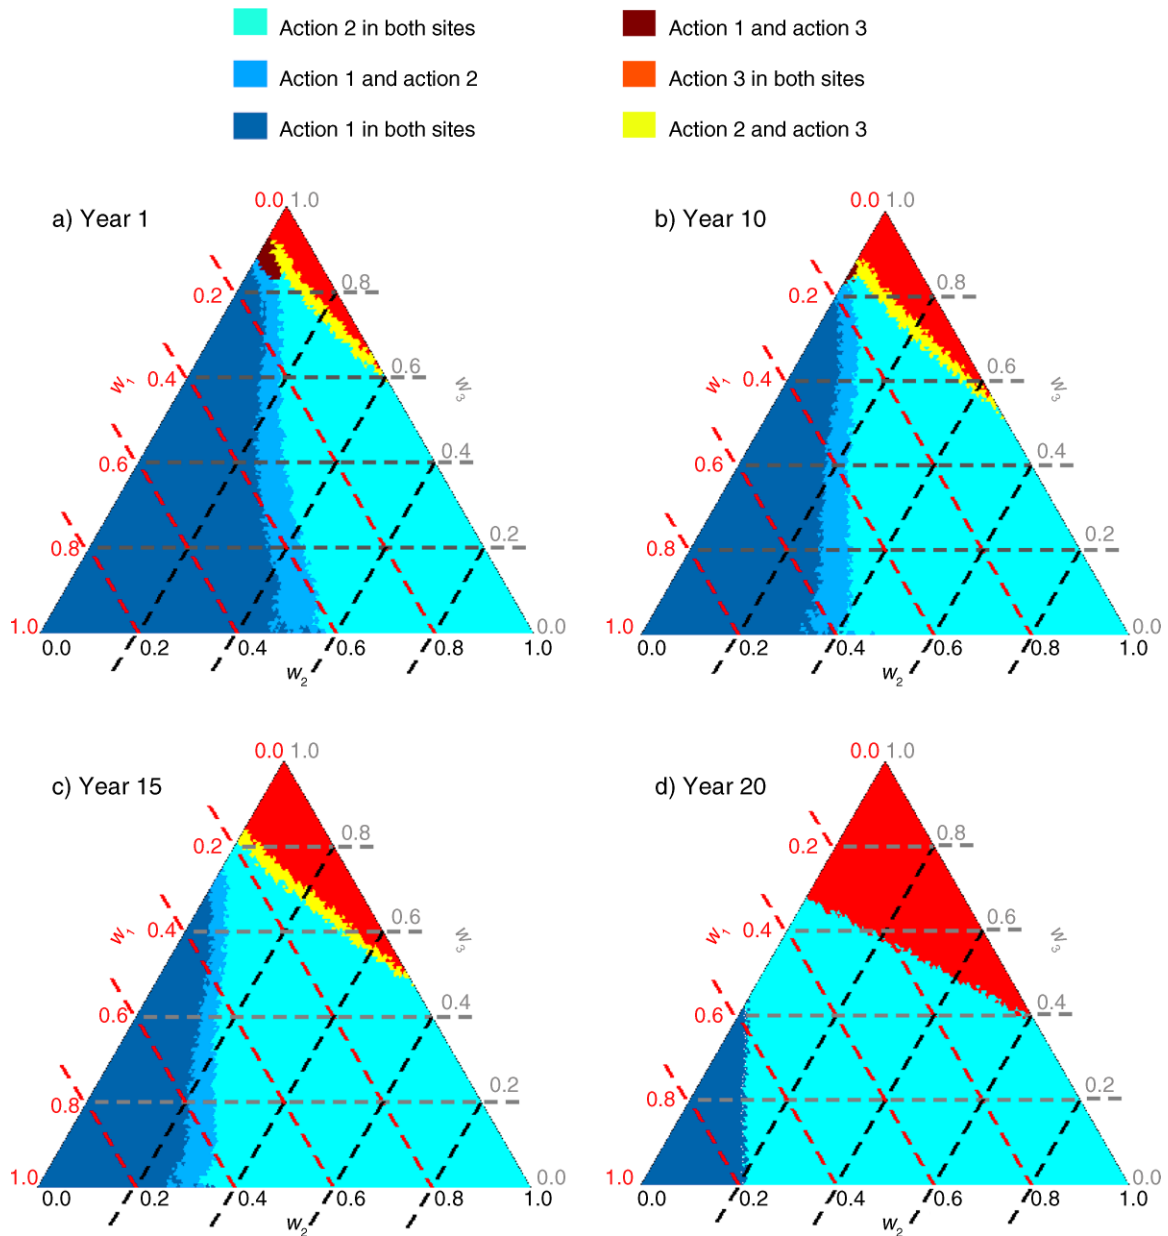 Action 2 in both sites
Action 1 and action 3
Action 1 and action 2
Action 3 in both sites
Action 1 in both sites
Action 2 and action 3
a) Year 1
0.0 1.0
0.2
0.8
w1 0.4
0.6
w3
0.6
0.4
0.8
0.2
1.0
0.0
0.0 0.2 0.4 0.6 0.8 1.0
w2
b) Year 10
0.0 1.0
0.2
0.8
w1 0.4
0.6
w3
0.6
0.4
0.8
0.2
1.0
0.0
0.0 0.2 0.4 0.6 0.8 1.0
w2
c) Year 15
0.0 1.0
0.2
0.8
w1 0.4
0.6
w3
0.6
0.4
0.8
0.2
1.0
0.0
0.0 0.2 0.4 0.6 0.8 1.0
w2
d) Year 20
0.0 1.0
0.2
0.8
w1 0.4
0.6
w3
0.6
0.4
0.8
0.2
1.0
0.0
0.0 0.2 0.4 0.6 0.8 1.0
w2